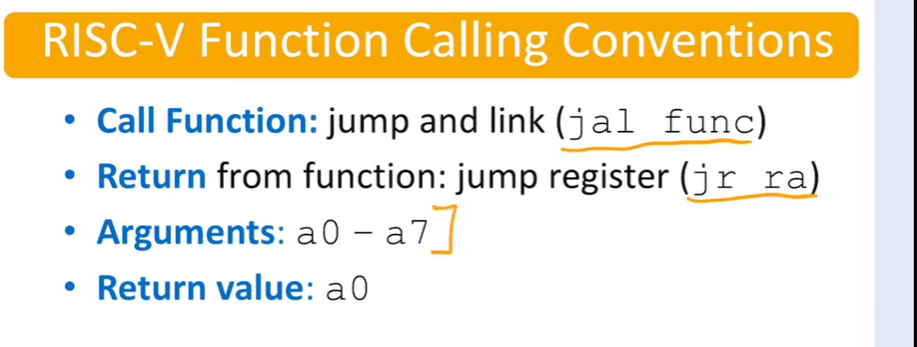 RISC-V Function Calling Conventions
• Call Function: jump and link (jal func)
• Return from function: jump register (jr ra)
• Arguments: a0 – a7
• Return value: a0